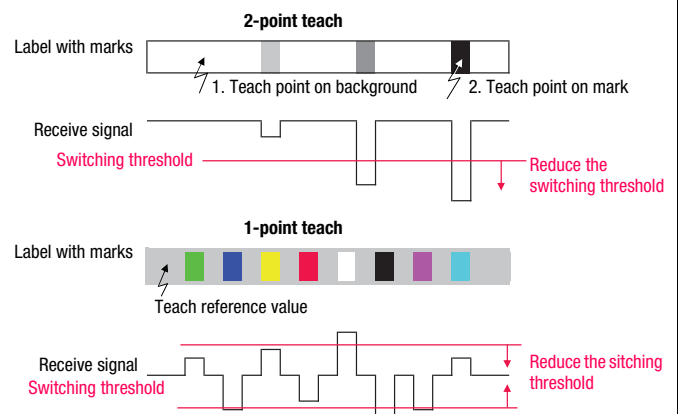 2-point teach
Label with marks
1. Teach point on background
2. Teach point on mark
Receive signal
Switching threshold
Reduce the
switching threshold
1-point teach
Label with marks
Teach reference value
Receive signal
Switching threshold
Reduce the sitching
threshold